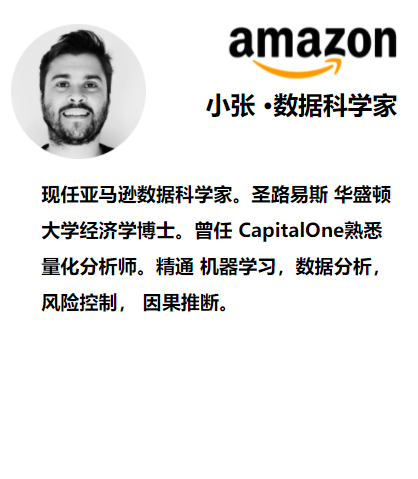 amazon
小张 •数据科学家
现任亚马逊数据科学家。圣路易斯 华盛顿
大学经济学博士。曾任 CapitalOne熟悉
量化分析师。精通 机器学习，数据分析，
风险控制， 因果推断。